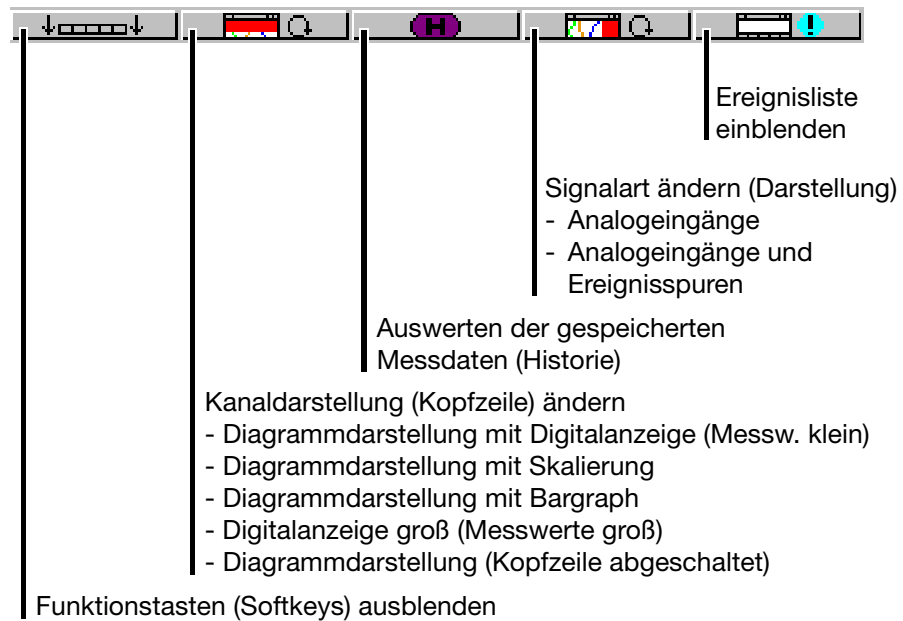 H
!
Ereignisliste
einblenden
Signalart ändern (Darstellung)
- Analogeingänge
- Analogeingänge und
Ereignisspuren
Auswerten der gespeicherten
Messdaten (Historie)
Kanaldarstellung (Kopfzeile) ändern
- Diagrammdarstellung mit Digitalanzeige (Messw. klein)
- Diagrammdarstellung mit Skalierung
- Diagrammdarstellung mit Bargraph
- Digitalanzeige groß (Messwerte groß)
- Diagrammdarstellung (Kopfzeile abgeschaltet)
Funktionstasten (Softkeys) ausblenden